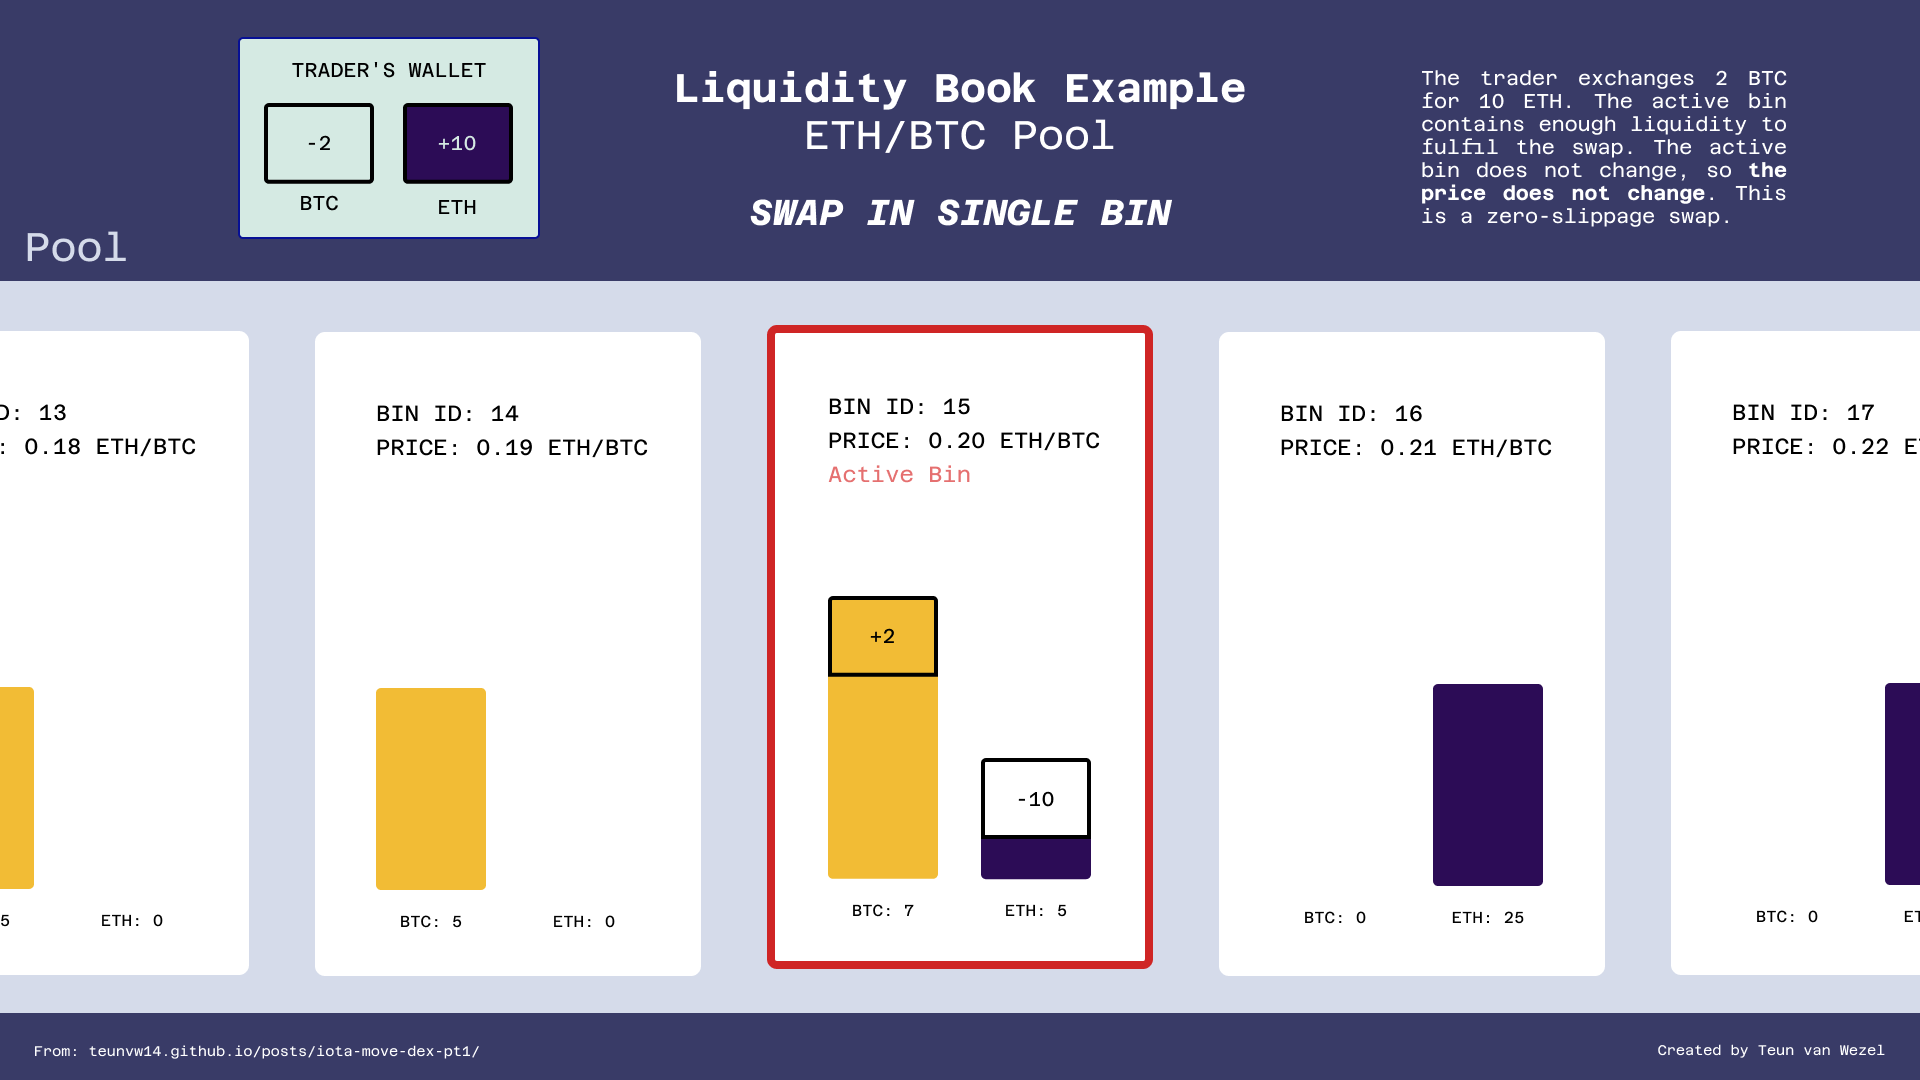 TRADER'S WALLET
-2
+10
BTC
ETH
Pool
Liquidity Book Example
ETH/BTC Pool
SWAP IN SINGLE BIN
The trader exchanges 2 BTC
for 10 ETH. The active bin
contains enough liquidity to
fulfil the swap. The active
bin does not change, so the
price does not change. This
is a zero-slippage swap.
D: 13
: 0.18 ETH/BTC
5
ETH: 0
BIN ID: 14
PRICE: 0.19 ETH/BTC
BTC: 5
ETH: 0
BIN ID: 15
PRICE: 0.20 ETH/BTC
Active Bin
+2
-10
BTC: 7
ETH: 5
BIN ID: 16
PRICE: 0.21 ETH/BTC
BTC: 0
ETH: 25
BIN ID: 17
PRICE: 0.22 E
BTC: 0
ET
From: teunvw14.github.io/posts/iota-move-dex-pt1/
Created by Teun van Wezel